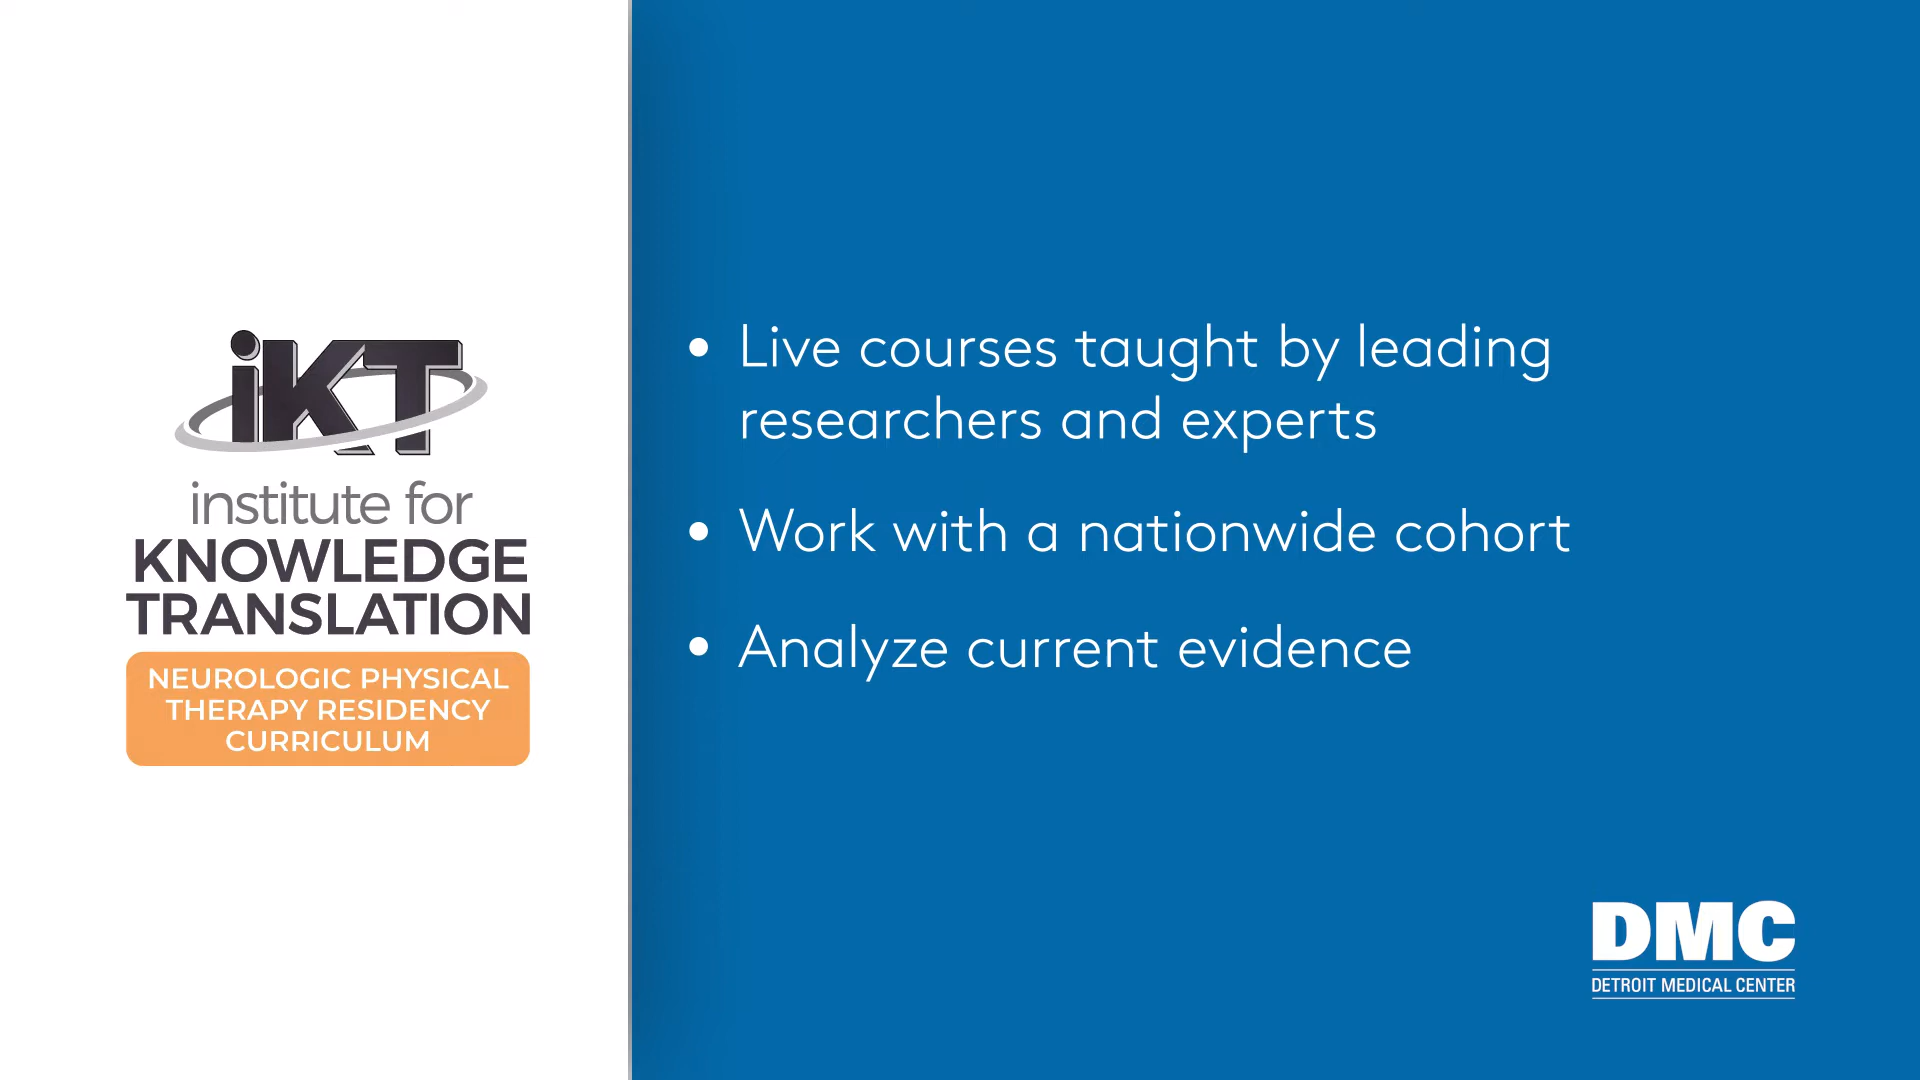 iKT
institute for
KNOWLEDGE
TRANSLATION
NEUROLOGIC PHYSICAL
THERAPY RESIDENCY
CURRICULUM
• Live courses taught by leading
researchers and experts
• Work with a nationwide cohort
• Analyze current evidence
DMC
DETROIT MEDICAL CENTER